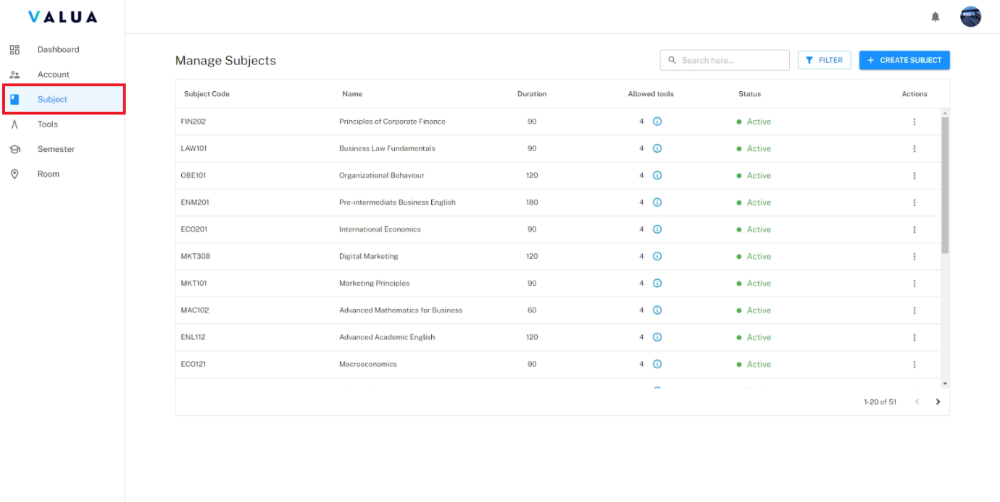 VALUA
Dashboard
Account
Subject
Tools
Semester
Room
Manage Subjects
Search here...
FILTER
+ CREATE SUBJECT
Subject Code Name Duration Allowed tools Status Actions
FIN202 Principles of Corporate Finance 90 4 Active
LAW101 Business Law Fundamentals 90 4 Active
OBE101 Organizational Behaviour 120 4 Active
ENM201 Pre-intermediate Business English 180 4 Active
ECO201 International Economics 90 4 Active
MKT308 Digital Marketing 120 4 Active
MKT101 Marketing Principles 90 4 Active
MAC102 Advanced Mathematics for Business 60 4 Active
ENL112 Advanced Academic English 120 4 Active
ECO121 Macroeconomics 90 4 Active
1-20 of 51